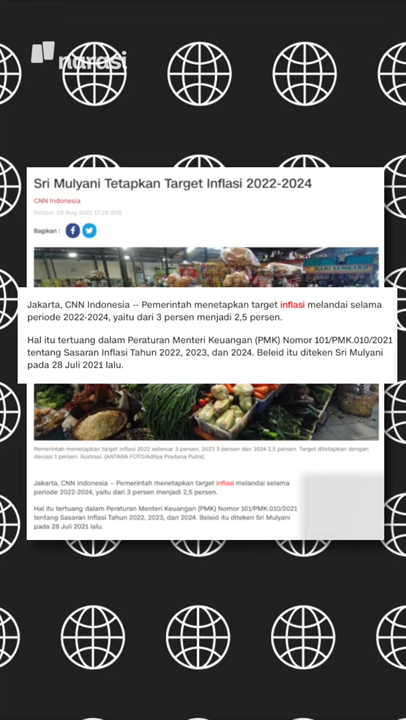 narasi
Sri Mulyani Tetapkan Target Inflasi 2022-2024
CNN Indonesia
Selasa, 03 Aug 2021 17:29 WIB
Bagikan :
Jakarta, CNN Indonesia -- Pemerintah menetapkan target inflasi melandai selama
periode 2022-2024, yaitu dari 3 persen menjadi 2,5 persen.
Hal itu tertuang dalam Peraturan Menteri Keuangan (PMK) Nomor 101/PMK.010/2021
tentang Sasaran Inflasi Tahun 2022, 2023, dan 2024. Beleid itu diteken Sri Mulyani
pada 28 Juli 2021 lalu.
Pemerintah menetapkan target inflasi 2022 sebesar 3 persen, 2023 3 persen dan 2024 2,5 persen. Target ditetapkan dengan
deviasi 1 persen. Ilustrasi. (ANTARA FOTO/Aditya Pradana Putra).
Jakarta, CNN Indonesia -- Pemerintah menetapkan target inflasi melandai selama
periode 2022-2024, yaitu dari 3 persen menjadi 2,5 persen.
Hal itu tertuang dalam Peraturan Menteri Keuangan (PMK) Nomor 101/PMK.010/2021
tentang Sasaran Inflasi Tahun 2022, 2023, dan 2024. Beleid itu diteken Sri Mulyani
pada 28 Juli 2021 lalu.